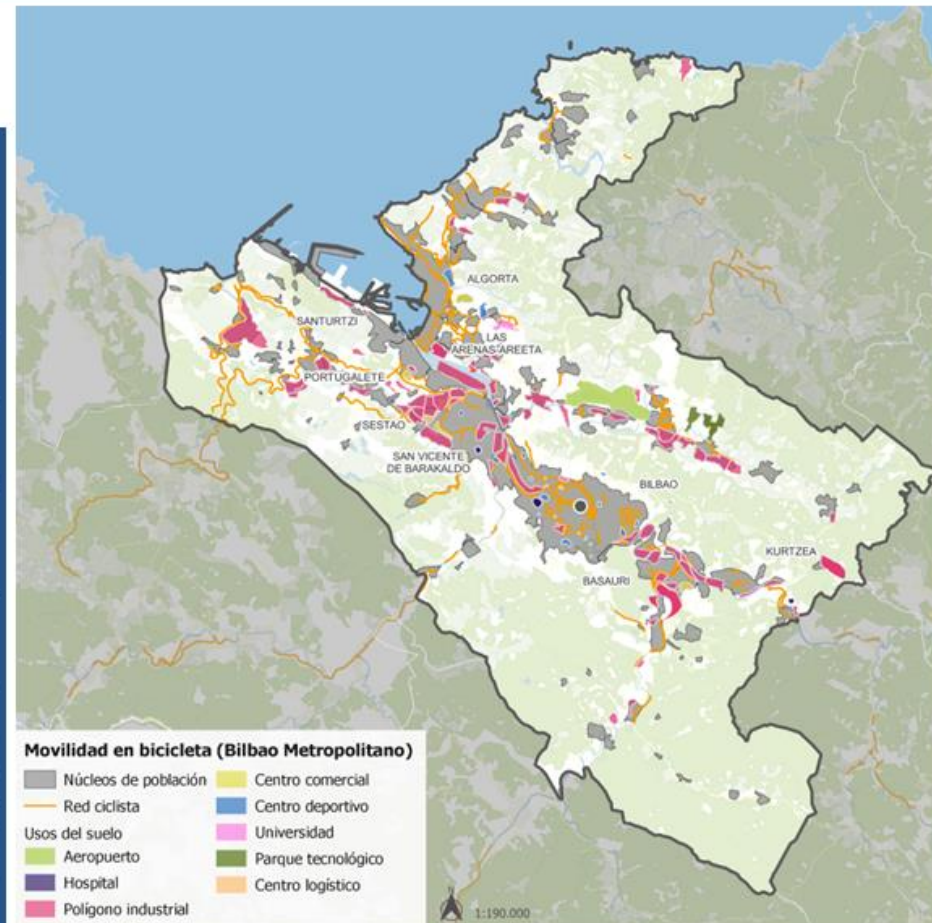 ALGORTA
SANTURTZI
LAS
ARENAS-AREETA
PORTUGALETE
SESTAO
SAN VICENTE
DE BARAKALDO
BILBAO
KURTZEA
BASAURI
Movilidad en bicicleta (Bilbao Metropolitano)
Núcleos de población
Red ciclista
Usos del suelo
Aeropuerto
Hospital
Polígono industrial
Centro comercial
Centro deportivo
Universidad
Parque tecnológico
Centro logístico
N
1:190.000